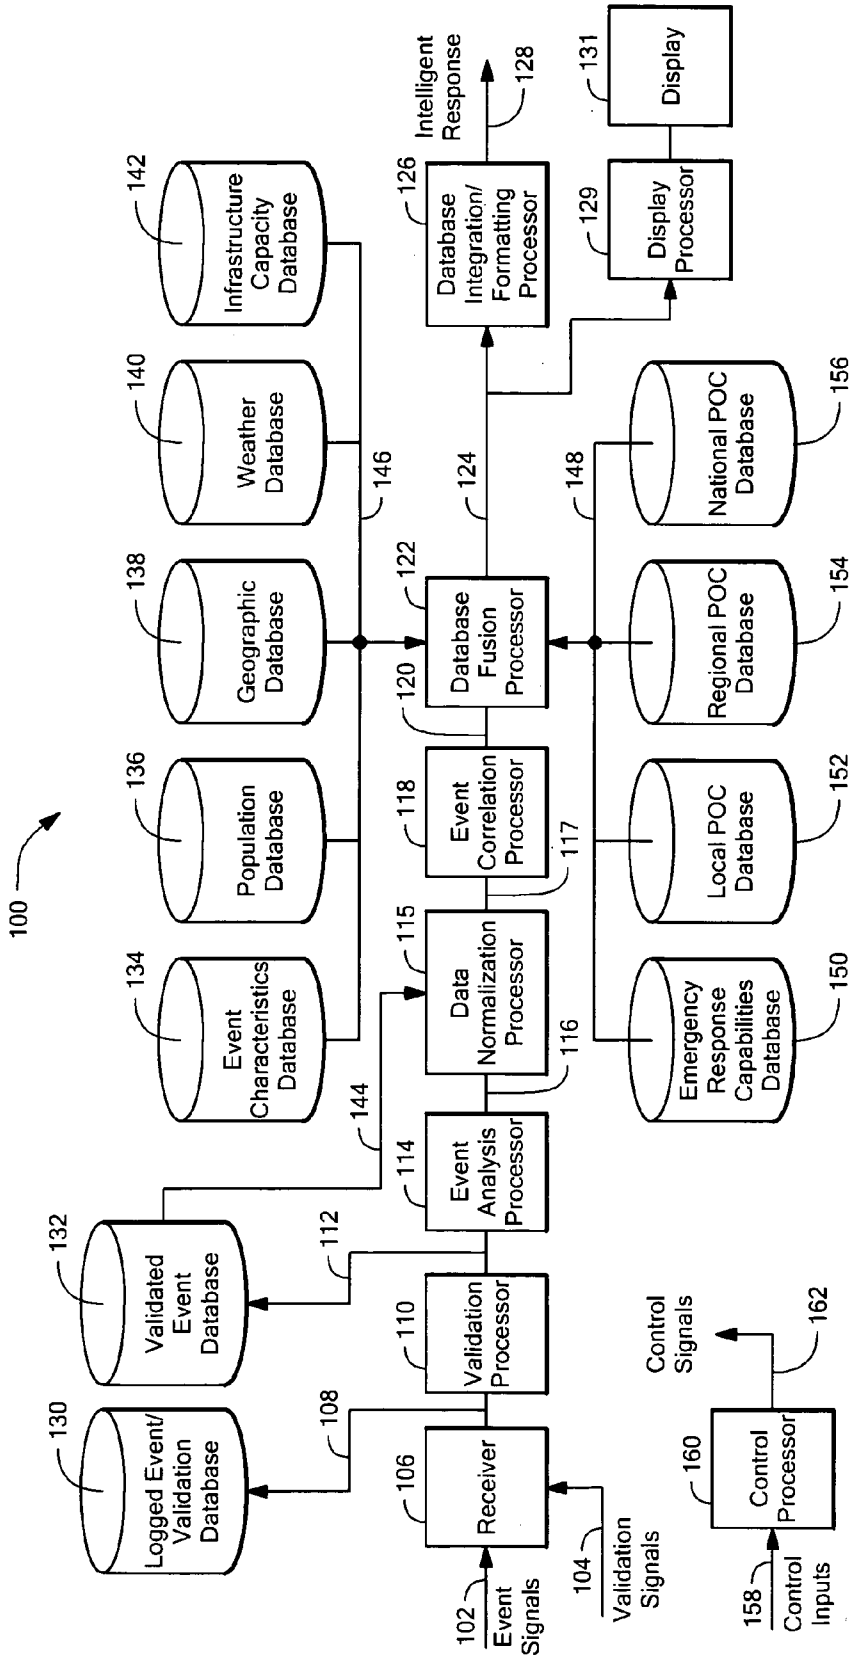 100
130
Logged Event/
Validation
Database
132
Validated
Event
Database
134
Event
Characteristics
Database
136
Population
Database
138
Geographic
Database
140
Weather
Database
142
Infrastructure
Capacity
Database
108
112
144
146
102
Event
Signals
104
Validation
Signals
106
Receiver
110
Validation
Processor
114
Event
Analysis
Processor
116
115
Data
Normalization
Processor
117
118
Event
Correlation
Processor
120
122
Database
Fusion
Processor
124
126
Database
Integration/
Formatting
Processor
Intelligent
Response
128
129
Display
Processor
131
Display
148
Emergency
Response
Capabilities
Database
150
Local POC
Database
152
Regional POC
Database
154
National POC
Database
156
158
Control
Inputs
160
Control
Processor
162
Control
Signals